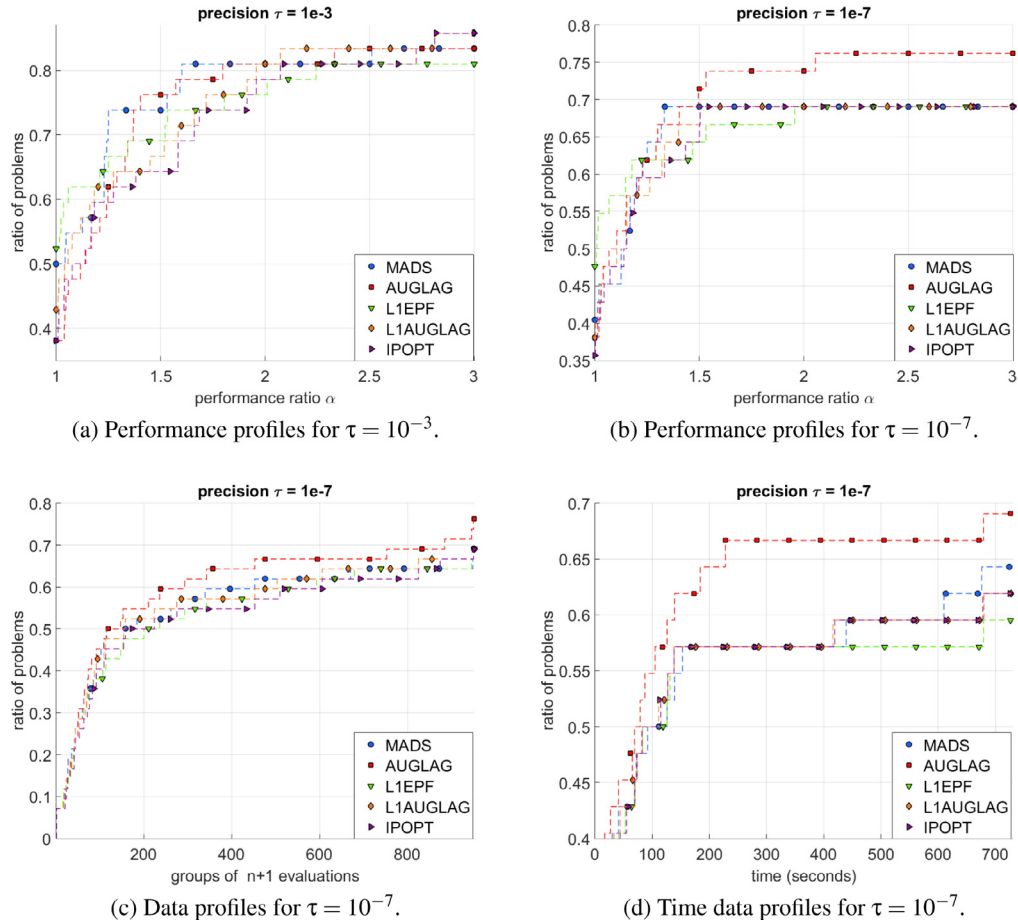 precision τ = 1e-3
0.8
0.7
0.6
0.5
0.4
ratio of problems
1
1.5
2
2.5
3
performance ratio α
MADS
AUGLAG
L1EPF
L1AUGLAG
IPOPT
(a) Performance profiles for τ = 10−3.
precision τ = 1e-7
0.8
0.75
0.7
0.65
0.6
0.55
0.5
0.45
0.4
0.35
ratio of problems
1
1.5
2
2.5
3
performance ratio α
MADS
AUGLAG
L1EPF
L1AUGLAG
IPOPT
(b) Performance profiles for τ = 10−7.
precision τ = 1e-7
0.8
0.7
0.6
0.5
0.4
0.3
0.2
0.1
0
ratio of problems
200
400
600
800
groups of n+1 evaluations
MADS
AUGLAG
L1EPF
L1AUGLAG
IPOPT
(c) Data profiles for τ = 10−7.
precision τ = 1e-7
0.7
0.65
0.6
0.55
0.5
0.45
0.4
ratio of problems
0
100
200
300
400
500
600
700
time (seconds)
MADS
AUGLAG
L1EPF
L1AUGLAG
IPOPT
(d) Time data profiles for τ = 10−7.